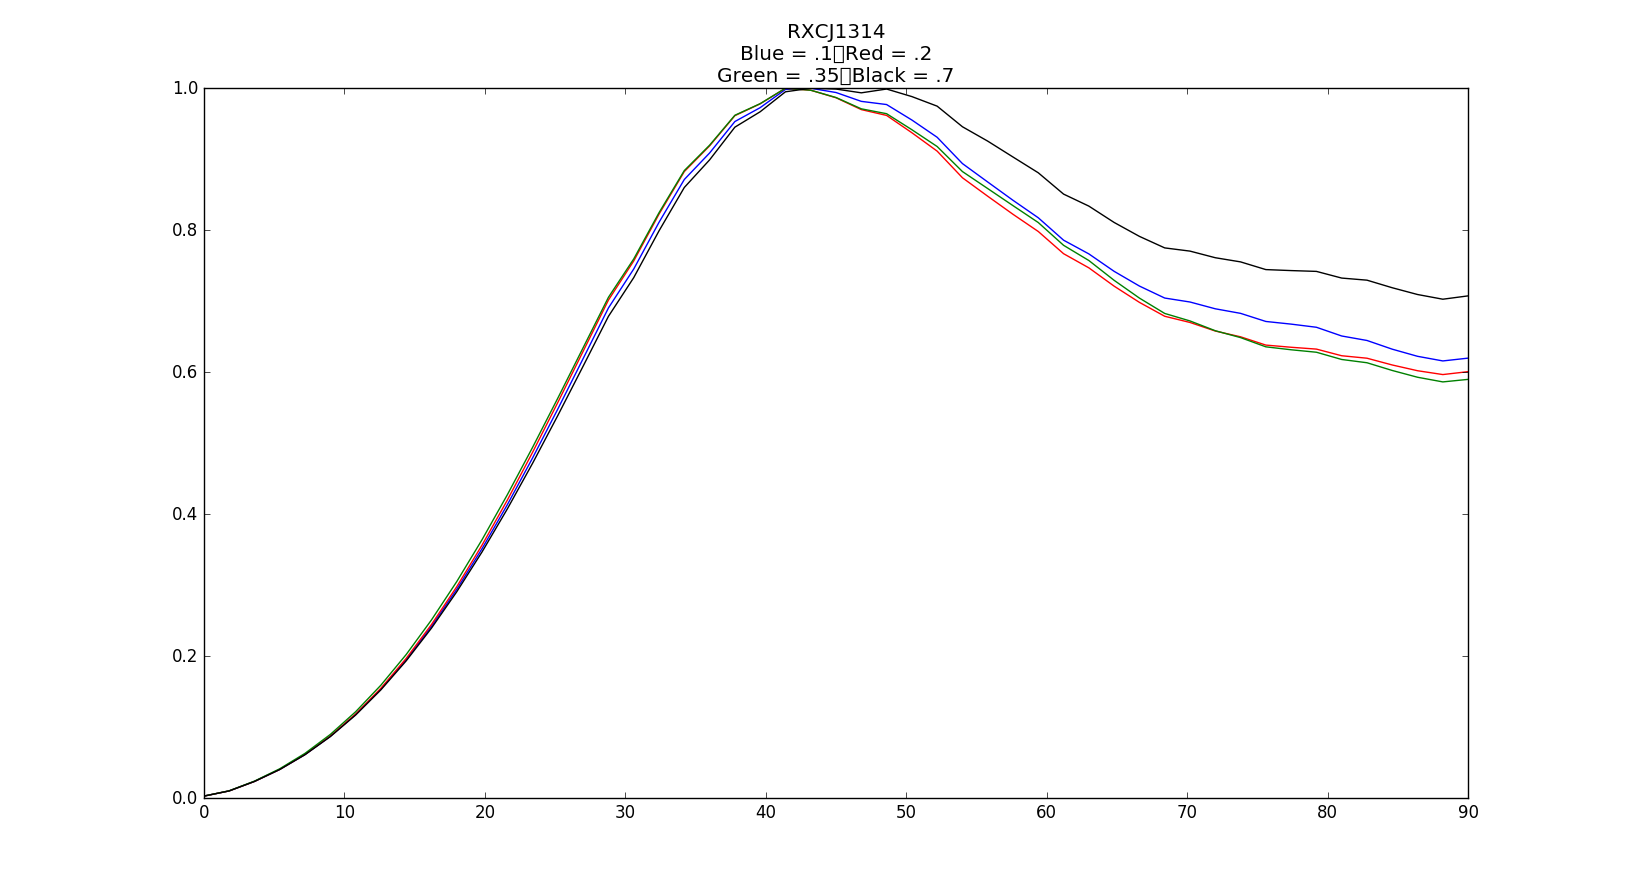 RXCJ1314
Blue = .1▯Red = .2
Green = .35▯Black = .7
1.0
0.8
0.6
0.4
0.2
0.0
0 10 20 30 40 50 60 70 80 90